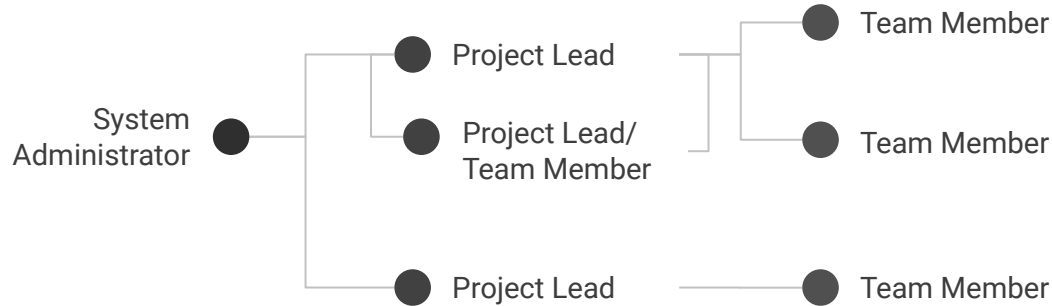 System
Administrator
Project Lead
Project Lead/
Team Member
Project Lead
Team Member
Team Member
Team Member